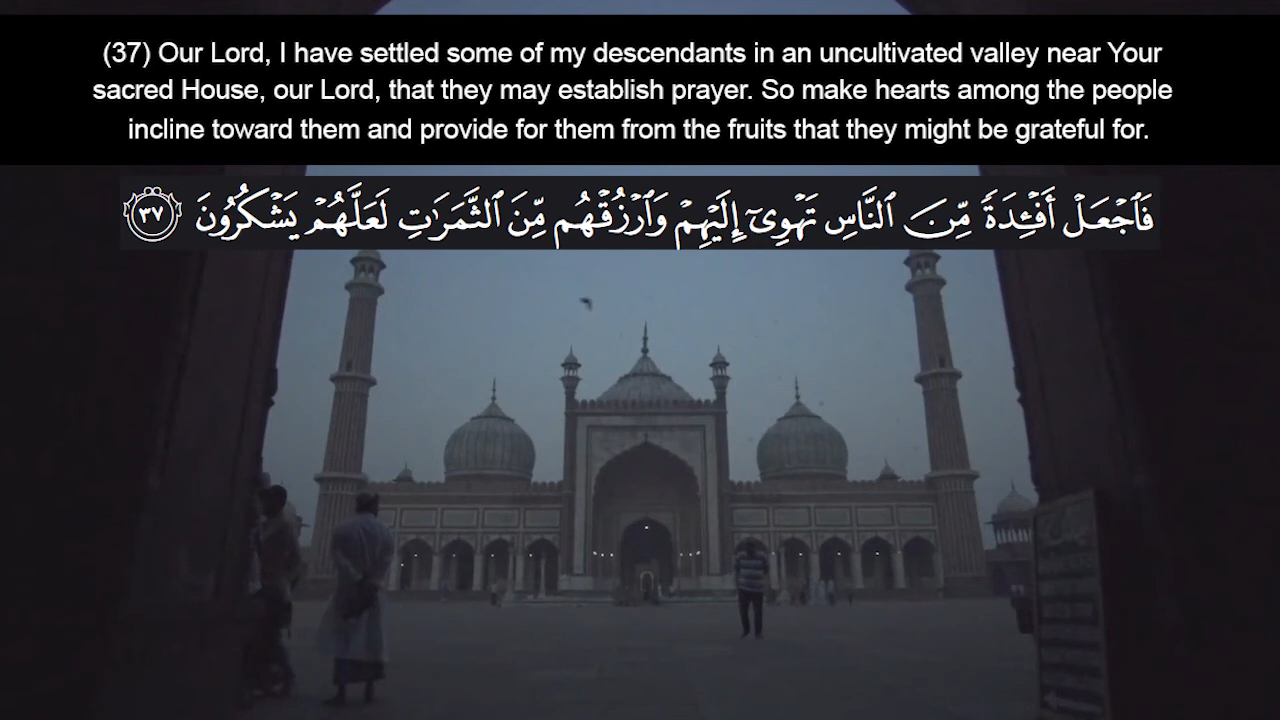 (37) Our Lord, I have settled some of my descendants in an uncultivated valley near Your
sacred House, our Lord, that they may establish prayer. So make hearts among the people
incline toward them and provide for them from the fruits that they might be grateful for.
فَٱجۡعَلۡ أَفۡـِٔدَةٗ مِّنَ ٱلنَّاسِ تَهۡوِيٓ إِلَيۡهِمۡ وَٱرۡزُقۡهُم مِّنَ ٱلثَّمَرَٰتِ لَعَلَّهُمۡ يَشۡكُرُونَ ٣٧